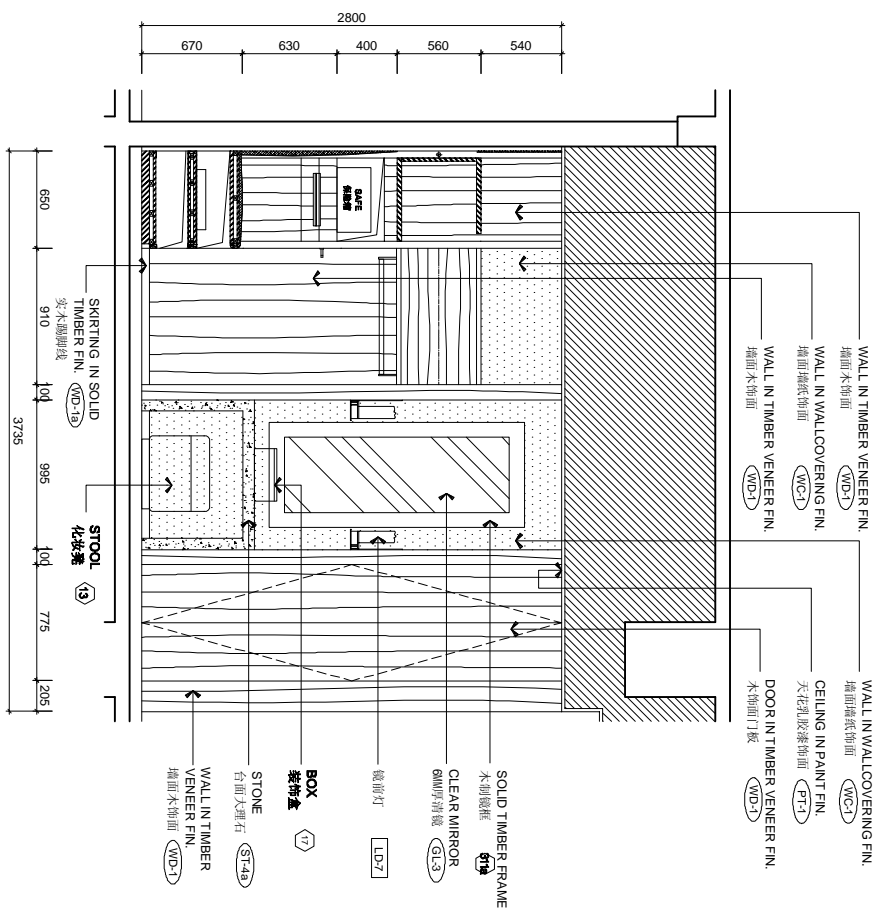 2800
670
630
400
560
540
3735
650
910
100
995
100
775
205
SAFE
保险箱
WALL IN TIMBER VENEER FIN.
墙面木饰面
WD-1
WALL IN WALLCOVERING FIN.
墙面墙纸饰面
WC-1
WALL IN TIMBER VENEER FIN.
墙面木饰面
WD-1
WALL IN WALLCOVERING FIN.
墙面墙纸饰面
WC-1
CEILING IN PAINT FIN.
天花乳胶漆饰面
PT-1
DOOR IN TIMBER VENEER FIN.
木饰面门板
WD-1
SKIRTING IN SOLID
TIMBER FIN.
实木踢脚线
WD-1a
STOOL
化妆凳
13
SOLID TIMBER FRAME
木制镜框
CLEAR MIRROR
6MM厚清镜
GL-3
镜前灯
LD-7
BOX
装饰盒
17
STONE
台面大理石
ST-4a
WALL IN TIMBER
VENEER FIN.
墙面木饰面
WD-1